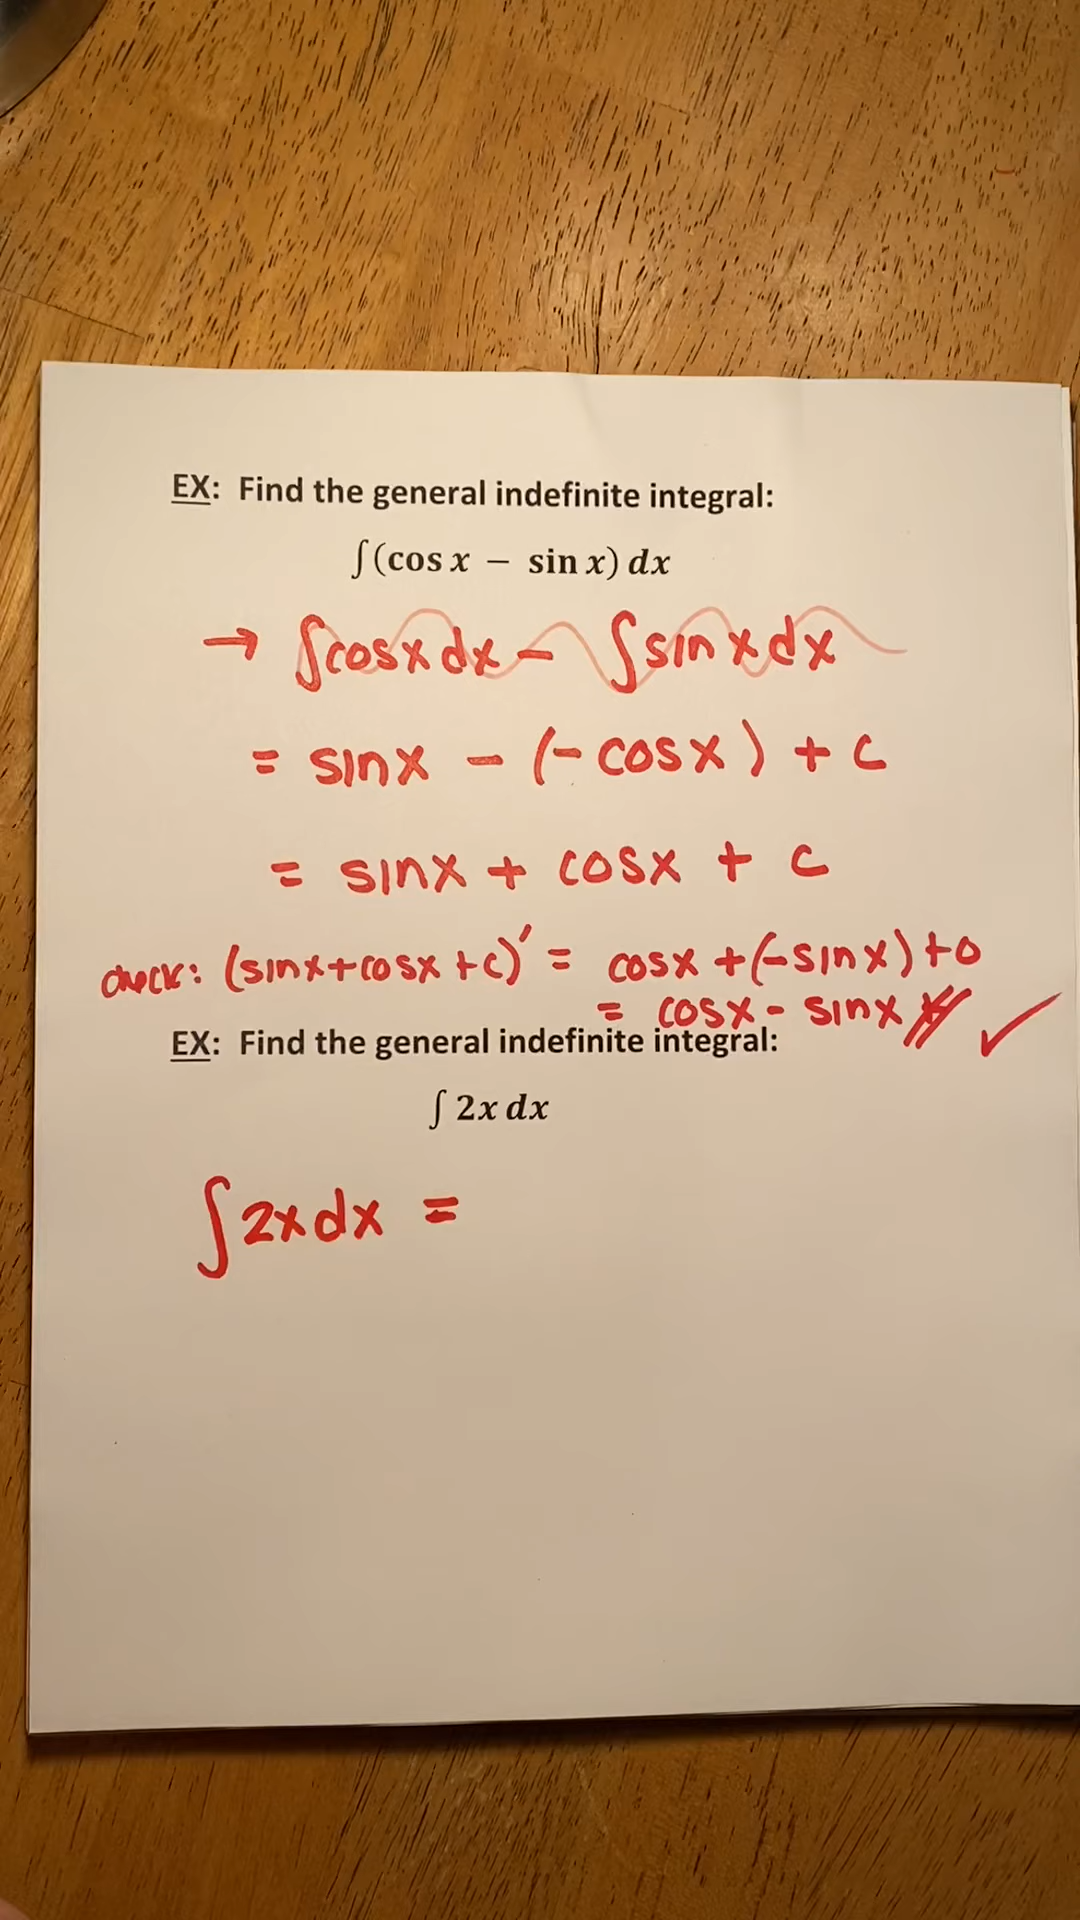 EX: Find the general indefinite integral:
∫(cos x − sin x) dx
→ ∫cosx dx − ∫sinx dx
= sinx − (−cosx) + c
= sinx + cosx + c
check: (sinx+cosx+c)′ = cosx +(−sinx)+0
= cosx − sinx ✓
EX: Find the general indefinite integral:
∫ 2x dx
∫2xdx =